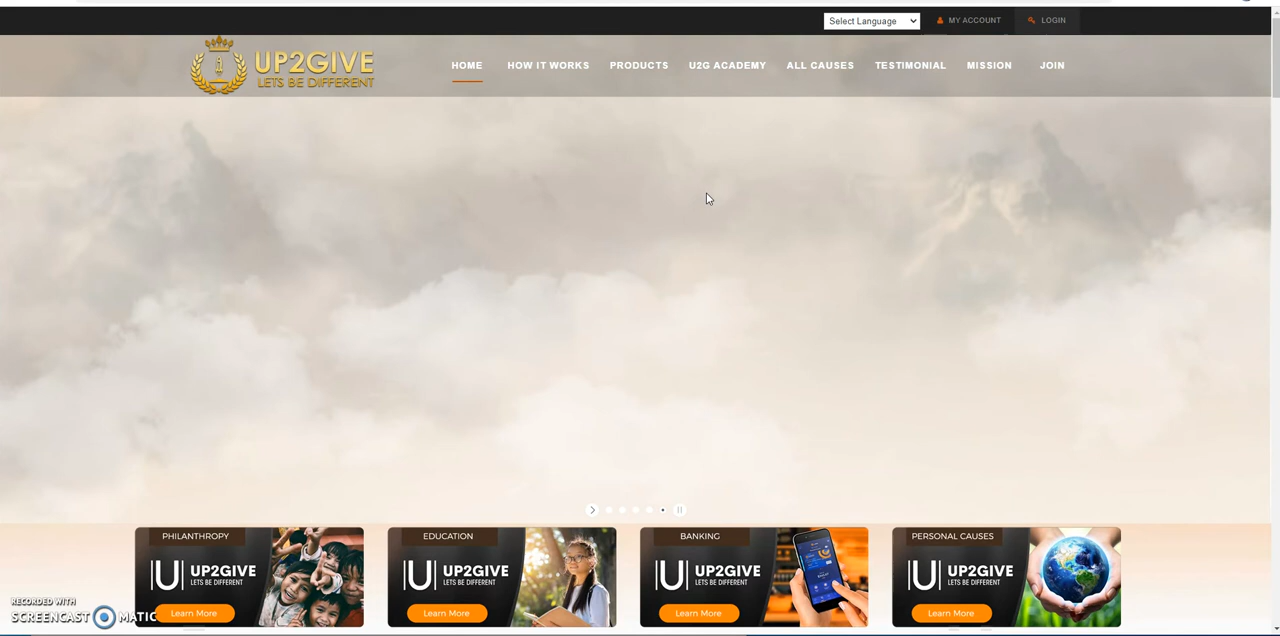 Select Language
MY ACCOUNT
LOGIN
UP2GIVE
LETS BE DIFFERENT
HOME
HOW IT WORKS
PRODUCTS
U2G ACADEMY
ALL CAUSES
TESTIMONIAL
MISSION
JOIN
PHILANTHROPY
|U| UP2GIVE
LETS BE DIFFERENT
Learn More
EDUCATION
|U| UP2GIVE
LETS BE DIFFERENT
Learn More
BANKING
|U| UP2GIVE
LETS BE DIFFERENT
Learn More
PERSONAL CAUSES
|U| UP2GIVE
LETS BE DIFFERENT
Learn More
RECORDED WITH
SCREENCAST MATIC